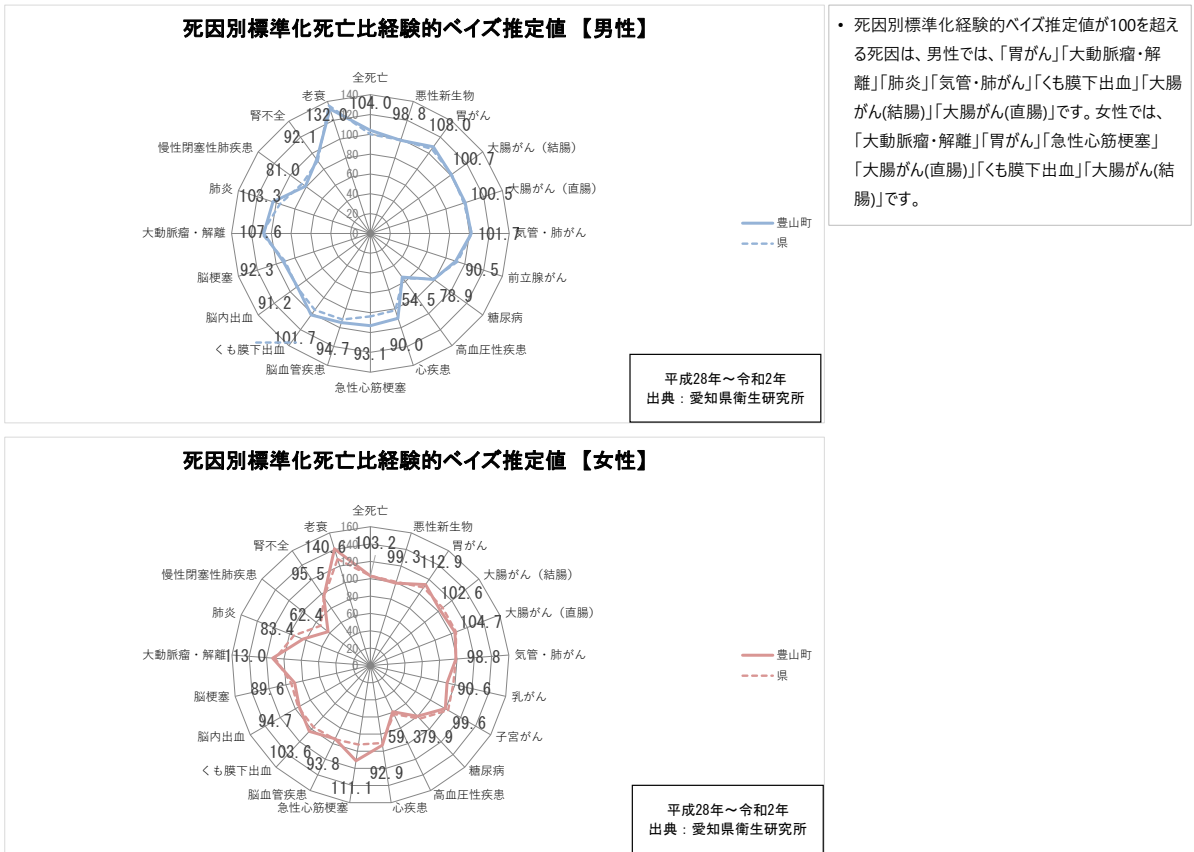 死因別標準化死亡比経験的ベイズ推定値 【男性】
全死亡
悪性新生物
胃がん
大腸がん（結腸）
大腸がん（直腸）
気管・肺がん
前立腺がん
糖尿病
高血圧性疾患
心疾患
急性心筋梗塞
脳血管疾患
くも膜下出血
脳内出血
脳梗塞
大動脈瘤・解離
肺炎
慢性閉塞性肺疾患
腎不全
老衰
104.0
98.8
108.0
100.7
100.5
101.7
90.5
78.9
54.5
90.0
93.1
94.7
101.7
91.2
92.3
107.6
103.3
81.0
92.1
132.0
140
120
100
80
60
40
20
0
豊山町
県
平成28年～令和2年
出典：愛知県衛生研究所
• 死因別標準化経験的ベイズ推定値が100を超え
る死因は、男性では、「胃がん」「大動脈瘤・解
離」「肺炎」「気管・肺がん」「くも膜下出血」「大腸
がん(結腸)」「大腸がん(直腸)」です。女性では、
「大動脈瘤・解離」「胃がん」「急性心筋梗塞」
「大腸がん(直腸)」「くも膜下出血」「大腸がん(結
腸)」です。
死因別標準化死亡比経験的ベイズ推定値 【女性】
全死亡
悪性新生物
胃がん
大腸がん（結腸）
大腸がん（直腸）
気管・肺がん
乳がん
子宮がん
糖尿病
高血圧性疾患
心疾患
急性心筋梗塞
脳血管疾患
くも膜下出血
脳内出血
脳梗塞
大動脈瘤・解離
肺炎
慢性閉塞性肺疾患
腎不全
老衰
103.2
99.3
112.9
102.6
104.7
98.8
90.6
99.6
79.9
59.3
92.9
111.1
93.8
103.6
94.7
89.6
113.0
83.4
62.4
95.5
140.6
160
140
120
100
80
60
40
20
0
豊山町
県
平成28年～令和2年
出典：愛知県衛生研究所